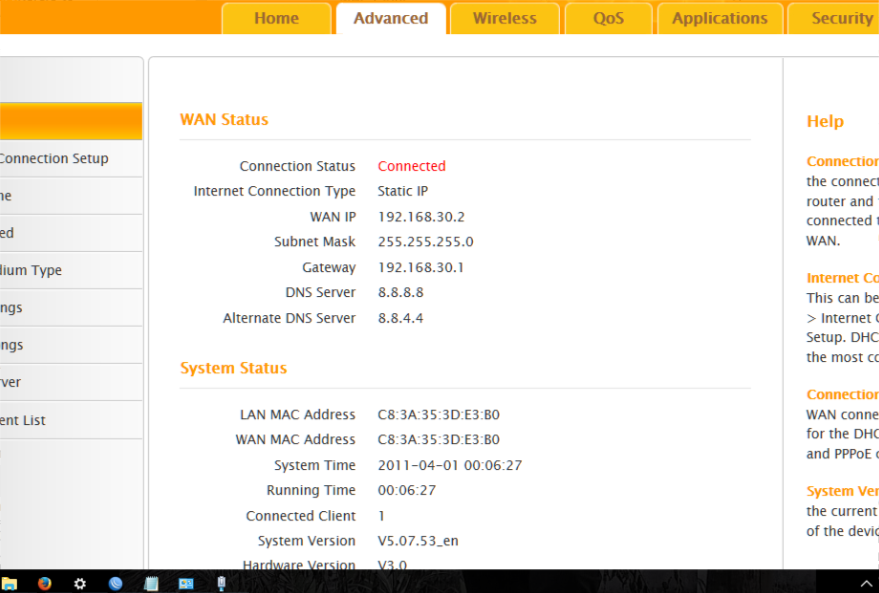 Home Advanced Wireless QoS Applications Security
Connection Setup
ed
ium Type
ngs
ngs
ver
ent List
WAN Status
Connection Status Connected
Internet Connection Type Static IP
WAN IP 192.168.30.2
Subnet Mask 255.255.255.0
Gateway 192.168.30.1
DNS Server 8.8.8.8
Alternate DNS Server 8.8.4.4
System Status
LAN MAC Address C8:3A:35:3D:E3:B0
WAN MAC Address C8:3A:35:3D:E3:B0
System Time 2011-04-01 00:06:27
Running Time 00:06:27
Connected Client 1
System Version V5.07.53_en
Hardware Version V3.0
Help
Connection
the connect
router and
connected
WAN.
Internet Co
This can be
> Internet
Setup. DHC
the most co
Connection
WAN conne
for the DHC
and PPPoE
System Ver
the current
of the devic